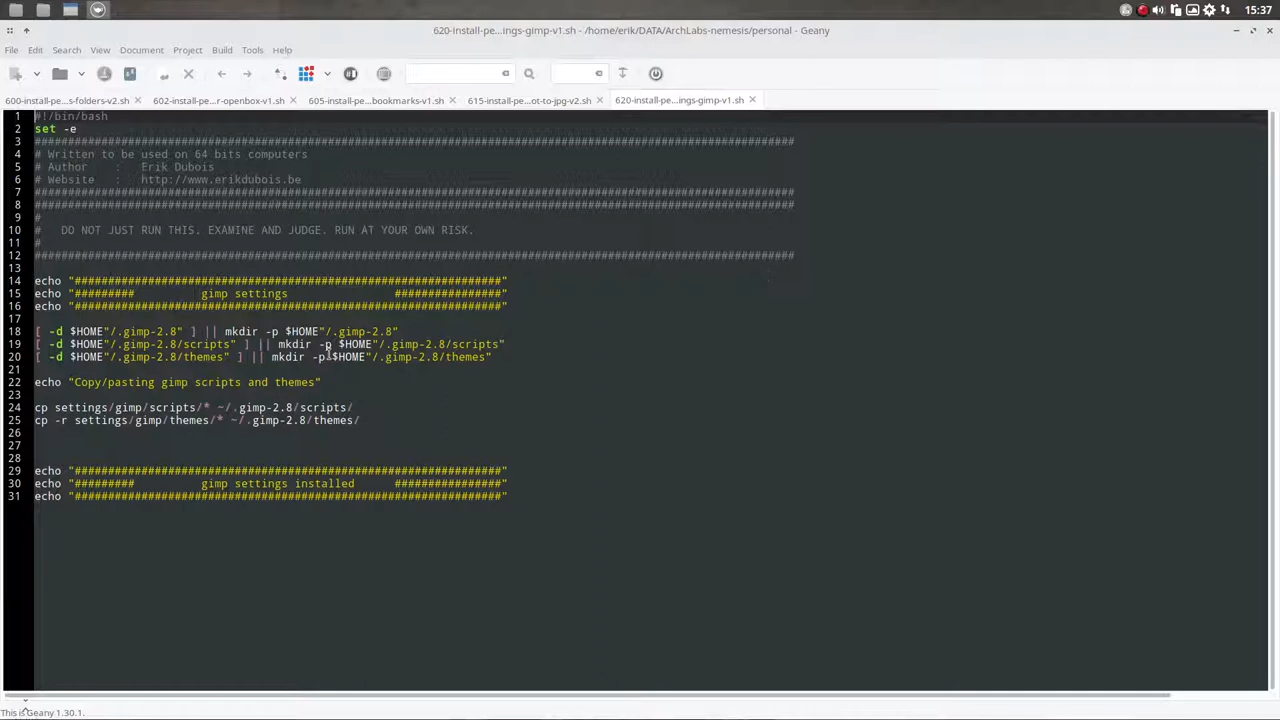 15:37
620-install-pe...ings-gimp-v1.sh - /home/erik/DATA/ArchLabs-nemesis/personal - Geany
File Edit Search View Document Project Build Tools Help
600-install-pe...s-folders-v2.sh 602-install-pe...r-openbox-v1.sh 605-install-pe...bookmarks-v1.sh 615-install-pe...ot-to-jpg-v2.sh 620-install-pe...ings-gimp-v1.sh
1 #!/bin/bash
2 set -e
3 ##################################################################################################################
4 # Written to be used on 64 bits computers
5 # Author : Erik Dubois
6 # Website : http://www.erikdubois.be
7 ##################################################################################################################
8 ##################################################################################################################
9 #
10 # DO NOT JUST RUN THIS. EXAMINE AND JUDGE. RUN AT YOUR OWN RISK.
11 #
12 ##################################################################################################################
13
14 echo "################################################################"
15 echo "######### gimp settings ################"
16 echo "################################################################"
17
18 [ -d $HOME"/.gimp-2.8" ] || mkdir -p $HOME"/.gimp-2.8"
19 [ -d $HOME"/.gimp-2.8/scripts" ] || mkdir -p $HOME"/.gimp-2.8/scripts"
20 [ -d $HOME"/.gimp-2.8/themes" ] || mkdir -p $HOME"/.gimp-2.8/themes"
21
22 echo "Copy/pasting gimp scripts and themes"
23
24 cp settings/gimp/scripts/* ~/.gimp-2.8/scripts/
25 cp -r settings/gimp/themes/* ~/.gimp-2.8/themes/
26
27
28
29 echo "################################################################"
30 echo "######### gimp settings installed ################"
31 echo "################################################################"
This is Geany 1.30.1.